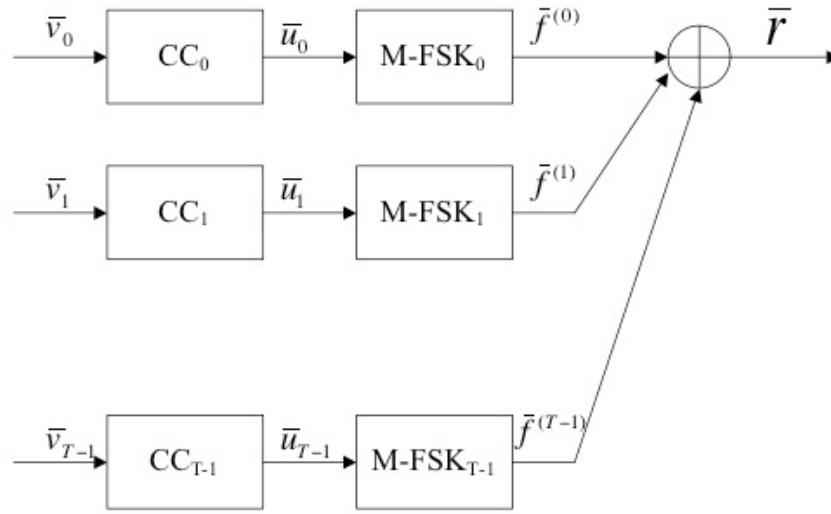 v̄₀ CC₀ ū₀ M-FSK₀ f̄⁽⁰⁾ r̄
v̄₁ CC₁ ū₁ M-FSK₁ f̄⁽¹⁾
v̄_{T-1} CC_{T-1} ū_{T-1} M-FSK_{T-1} f̄^{(T-1)}